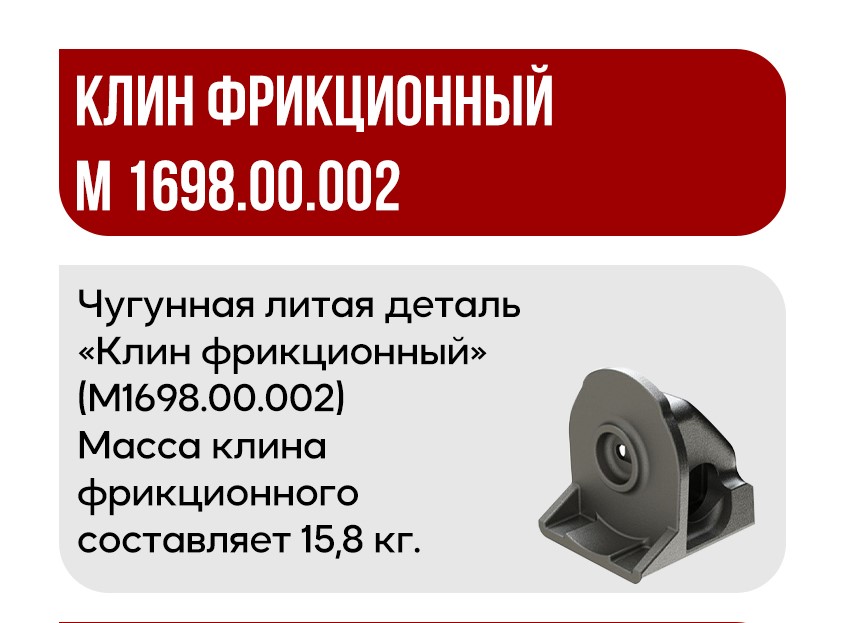 КЛИН ФРИКЦИОННЫЙ
М 1698.00.002
Чугунная литая деталь
«Клин фрикционный»
(М1698.00.002)
Масса клина
фрикционного
составляет 15,8 кг.